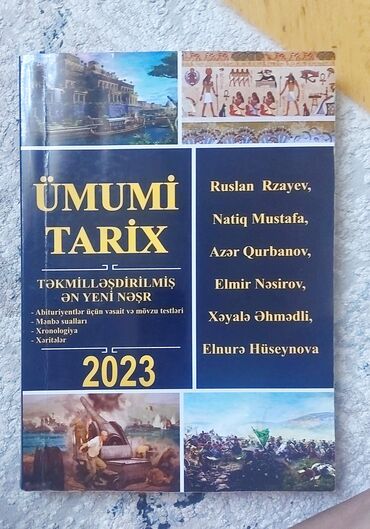 ÜMUMİ
TARİX
TƏKMİLLƏŞDİRİLMİŞ
ƏN YENİ NƏŞR
- Abituriyentlər üçün vəsait və mövzu testləri
- Mənbə sualları
- Xronologiya
- Xəritələr
2023
Ruslan Rzayev,
Natiq Mustafa,
Azər Qurbanov,
Elmir Nəsirov,
Xəyalə Əhmədli,
Elnurə Hüseynova